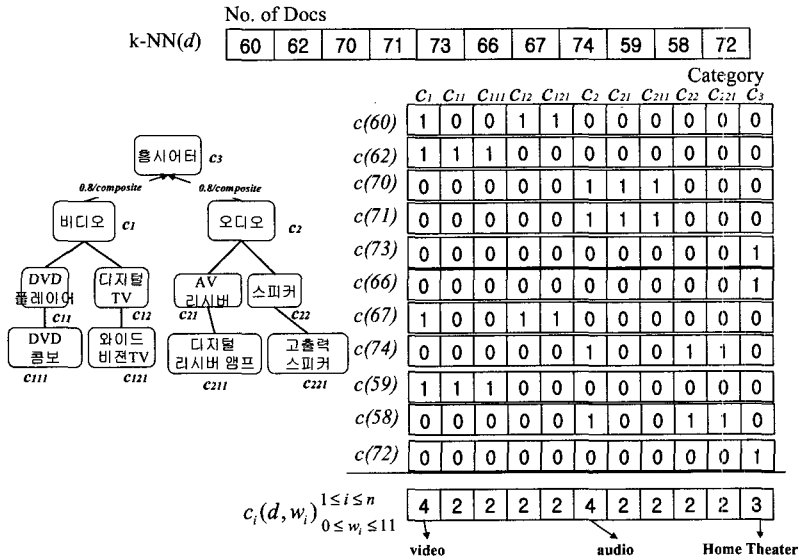 No. of Docs
k-NN(d) 60 62 70 71 73 66 67 74 59 58 72
Category
C1 C11 C111 C12 C121 C2 C21 C211 C22 C221 C3
c(60) 1 0 0 1 1 0 0 0 0 0 0
c(62) 1 1 1 0 0 0 0 0 0 0 0
c(70) 0 0 0 0 0 1 1 1 0 0 0
c(71) 0 0 0 0 0 1 1 1 0 0 0
c(73) 0 0 0 0 0 0 0 0 0 0 1
c(66) 0 0 0 0 0 0 0 0 0 0 1
c(67) 1 0 0 1 1 0 0 0 0 0 0
c(74) 0 0 0 0 0 1 0 0 1 1 0
c(59) 1 1 1 0 0 0 0 0 0 0 0
c(58) 0 0 0 0 0 1 0 0 1 1 0
c(72) 0 0 0 0 0 0 0 0 0 0 1
ci(d, wi) 1≤i≤n 0≤wi≤11 4 2 2 2 2 4 2 2 2 2 3
video audio Home Theater
홈시어터 C3
0.8/composite 0.8/composite
비디오 C1 오디오 C2
DVD 플레이어 C11
디지털 TV C12
AV 리시버 C21
스피커 C22
DVD 콤보 C111
와이드 비젼TV C121
디지털 리시버 앰프 C211
고출력 스피커 C221